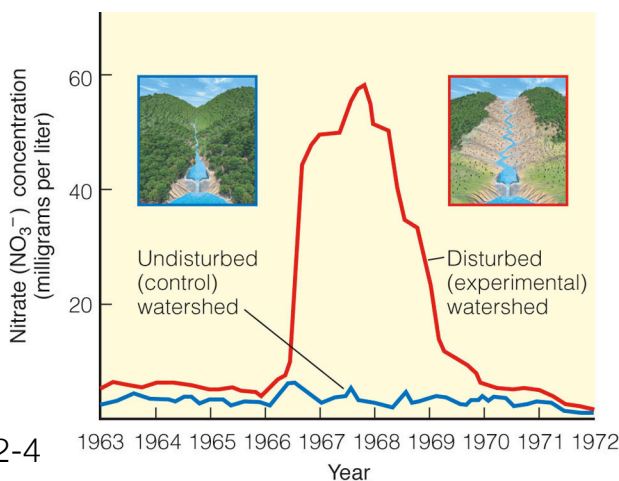 Nitrate (NO₃⁻) concentration
(milligrams per liter)
60
40
20
Undisturbed
(control)
watershed
Disturbed
(experimental)
watershed
1963 1964 1965 1966 1967 1968 1969 1970 1971 1972
Year
2-4